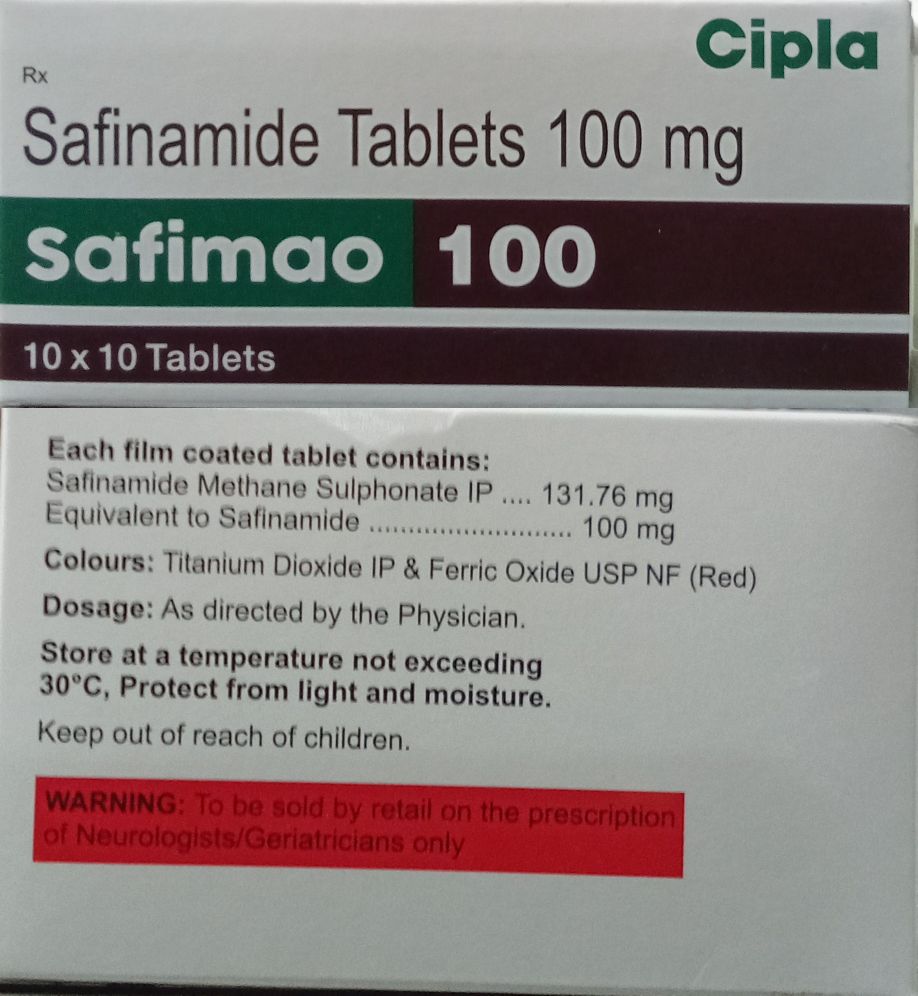 Cipla
Rx
Safinamide Tablets 100 mg
Safimao 100
10 x 10 Tablets
Each film coated tablet contains:
Safinamide Methane Sulphonate IP .... 131.76 mg
Equivalent to Safinamide .......................... 100 mg
Colours: Titanium Dioxide IP & Ferric Oxide USP NF (Red)
Dosage: As directed by the Physician.
Store at a temperature not exceeding
30°C, Protect from light and moisture.
Keep out of reach of children.
WARNING: To be sold by retail on the prescription
of Neurologists/Geriatricians only